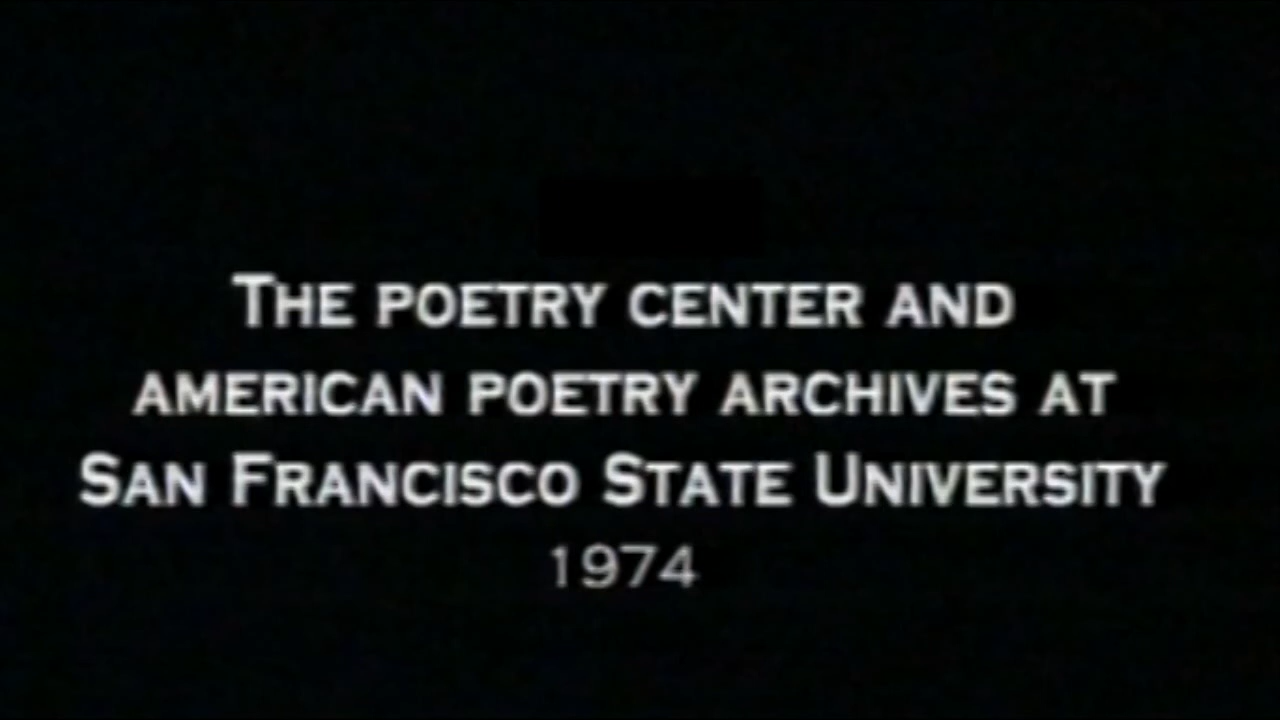 The poetry center and
american poetry archives at
San Francisco State University
1974